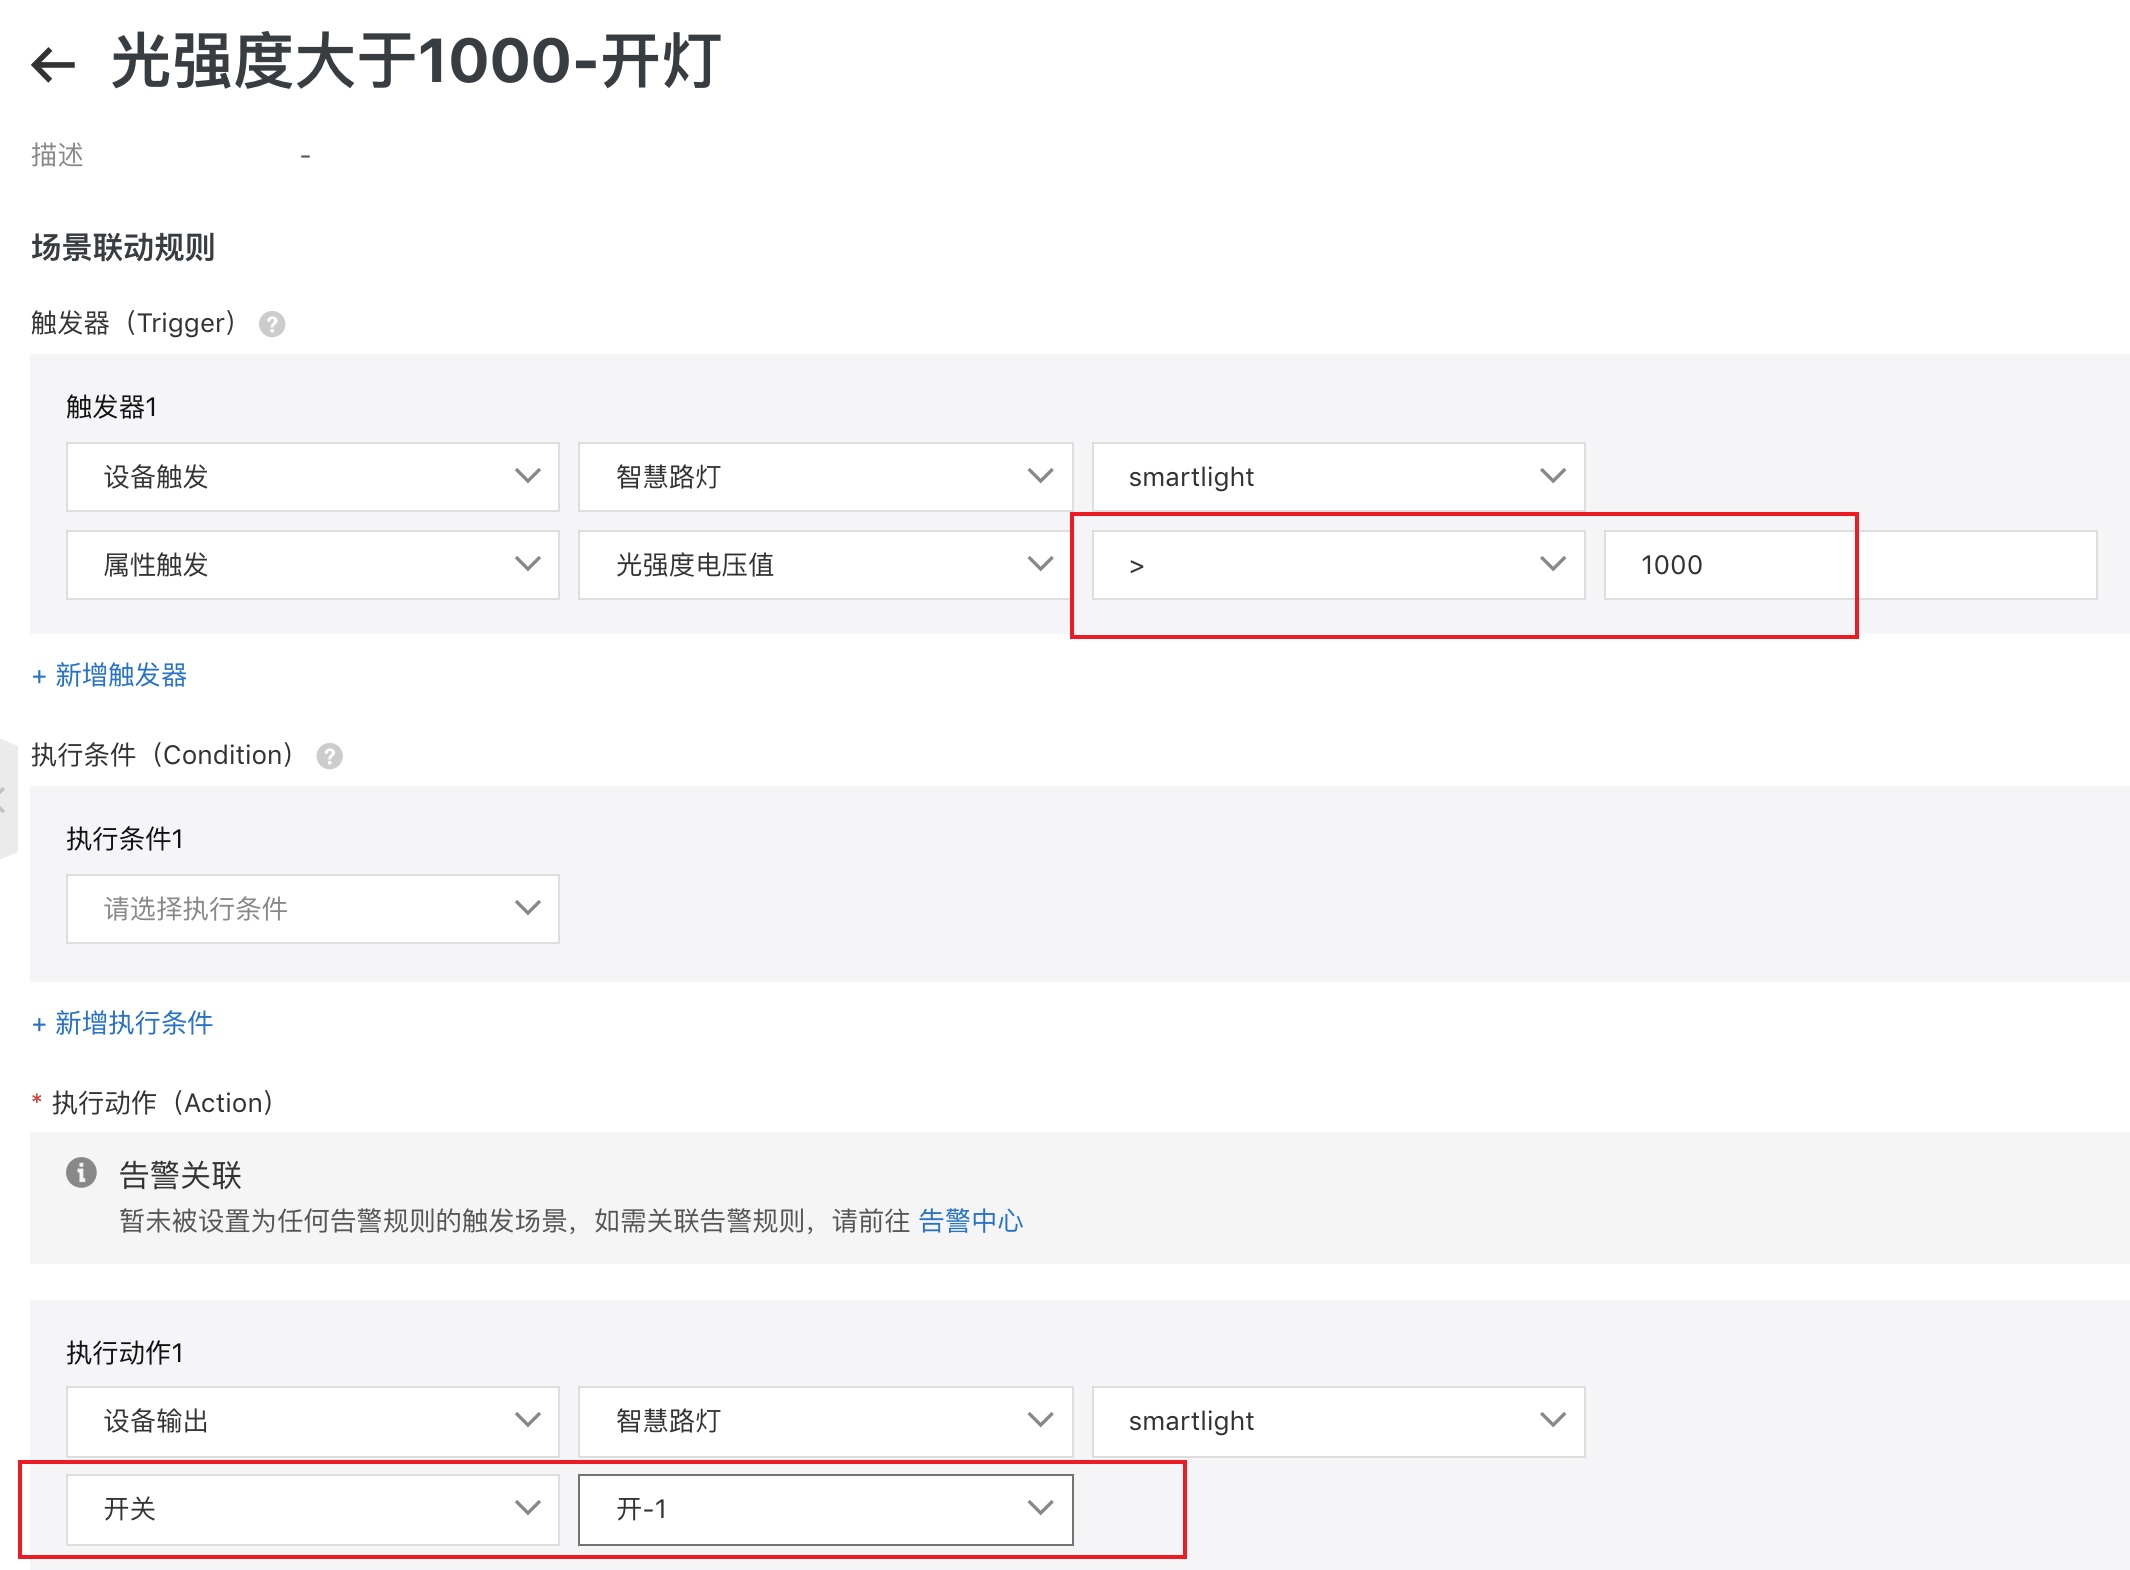 光强度大于1000-开灯
描述 -
场景联动规则
触发器（Trigger）
触发器1
设备触发 智慧路灯 smartlight
属性触发 光强度电压值 > 1000
+ 新增触发器
执行条件（Condition）
执行条件1
请选择执行条件
+ 新增执行条件
* 执行动作（Action）
告警关联
暂未被设置为任何告警规则的触发场景，如需关联告警规则，请前往 告警中心
执行动作1
设备输出 智慧路灯 smartlight
开关 开-1